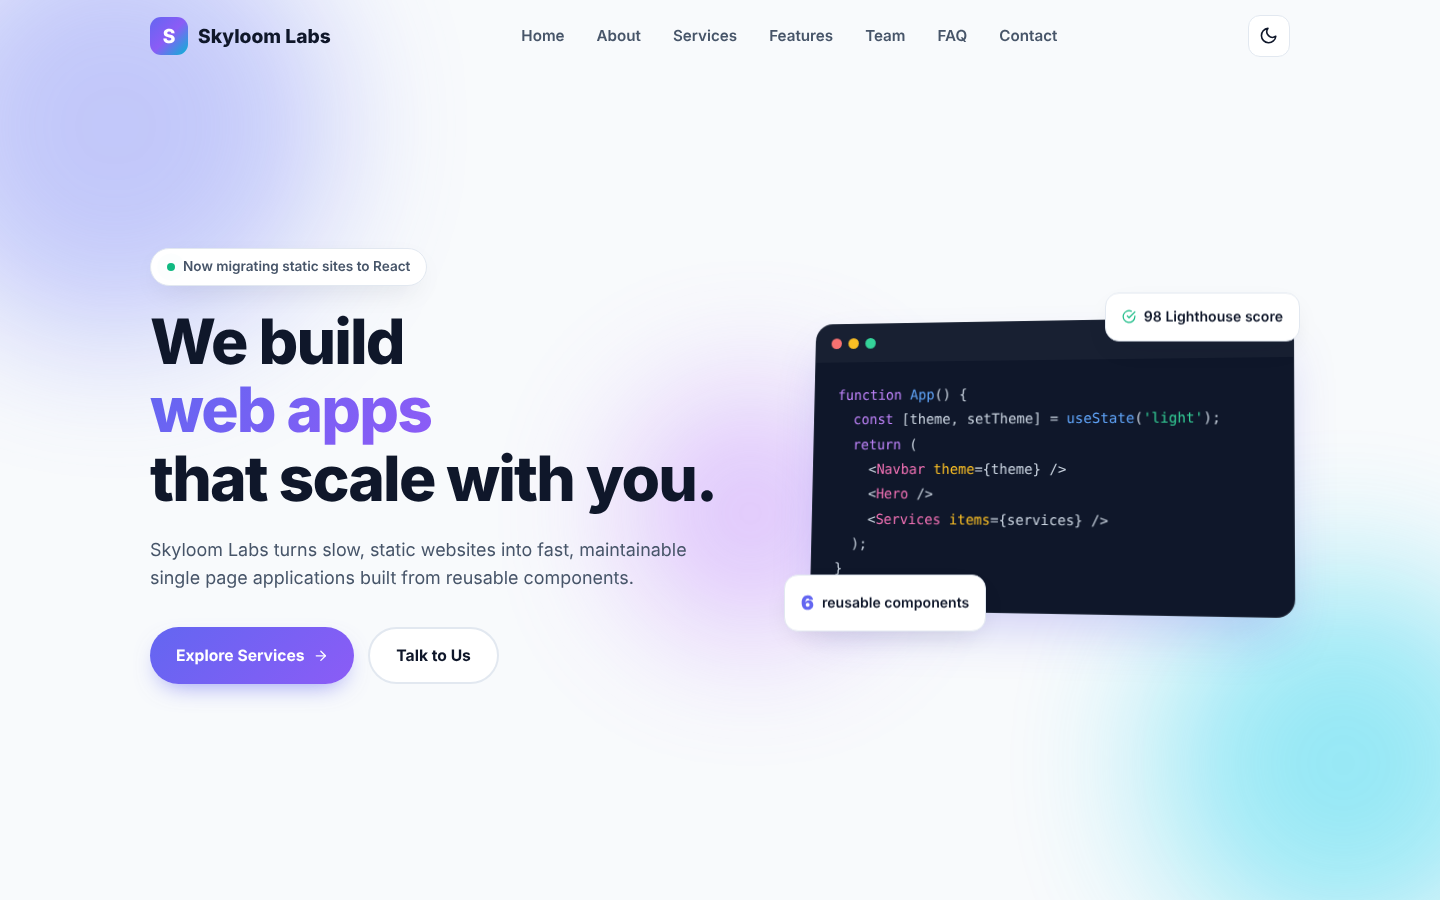 S Skyloom Labs
Home About Services Features Team FAQ Contact
Now migrating static sites to React
We build
web apps
that scale with you.
Skyloom Labs turns slow, static websites into fast, maintainable
single page applications built from reusable components.
Explore Services Talk to Us
98 Lighthouse score
function App() {
  const [theme, setTheme] = useState('light');
  return (
    <Navbar theme={theme} />
    <Hero />
    <Services items={services} />
  );
}
6 reusable components